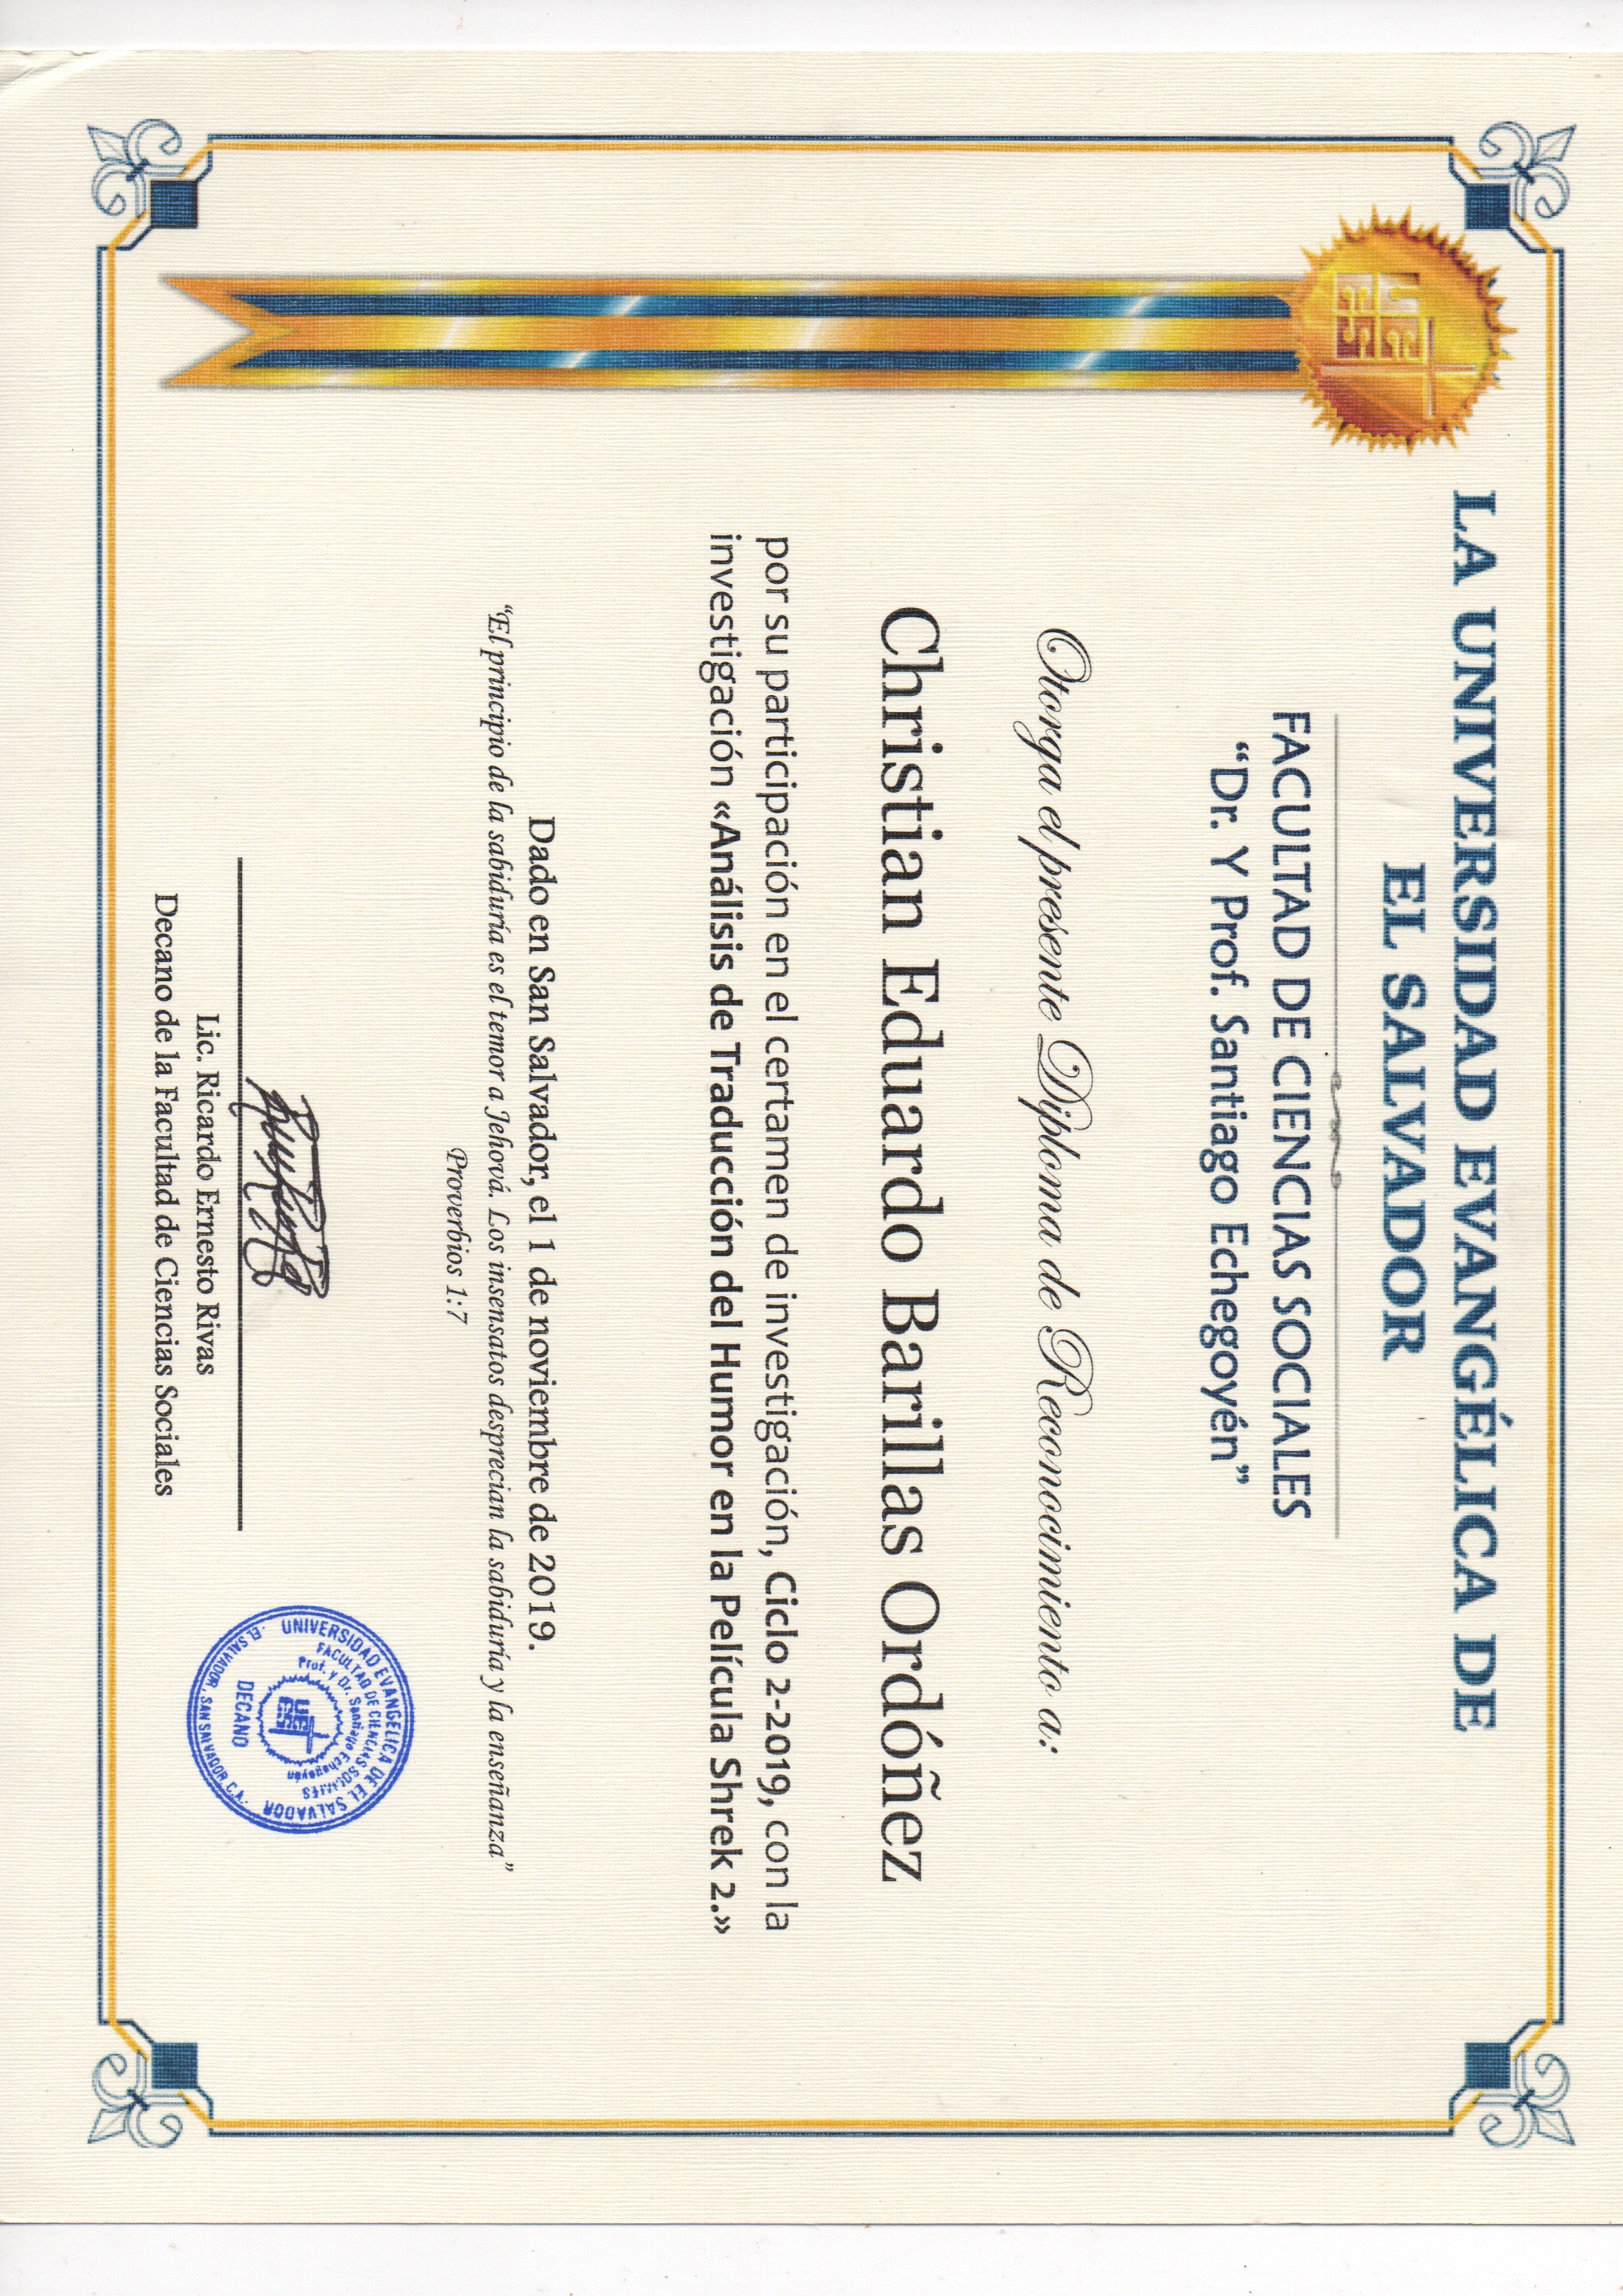 LA UNIVERSIDAD EVANGÉLICA DE
EL SALVADOR
FACULTAD DE CIENCIAS SOCIALES
“Dr. Y Prof. Santiago Echegoyén”
Otorga el presente Diploma de Reconocimiento a:
Christian Eduardo Barillas Ordóñez
por su participación en el certamen de investigación, Ciclo 2-2019, con la
investigación «Análisis de Traducción del Humor en la Película Shrek 2.»
Dado en San Salvador, el 1 de noviembre de 2019.
“El principio de la sabiduría es el temor a Jehová. Los insensatos desprecian la sabiduría y la enseñanza”
Proverbios 1:7
UNIVERSIDAD EVANGELICA DE EL SALVADOR
FACULTAD DE CIENCIAS SOCIALES
Prof. y Dr. Santiago Echegoyén
DECANO
EL SALVADOR, SAN SALVADOR, C.A.
Lic. Ricardo Ernesto Rivas
Decano de la Facultad de Ciencias Sociales